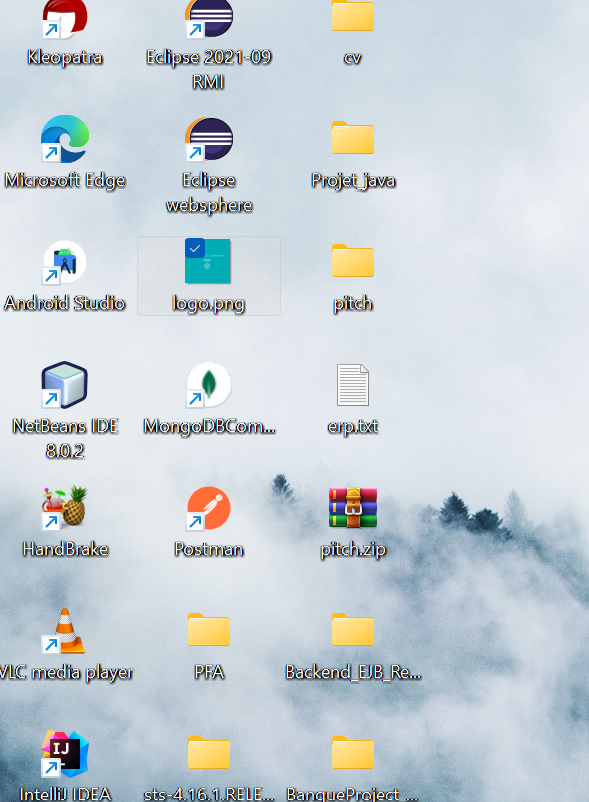 Kleopatra
Eclipse 2021-09
RMI
cv
Microsoft Edge
Eclipse
websphere
Projet_java
Android Studio
logo.png
pitch
NetBeans IDE
8.0.2
MongoDBCom...
erp.txt
HandBrake
Postman
pitch.zip
VLC media player
PFA
Backend_EJB_Re...
IJ
IntelliJ IDEA
sts-4.16.1.RELE...
BanqueProject_...